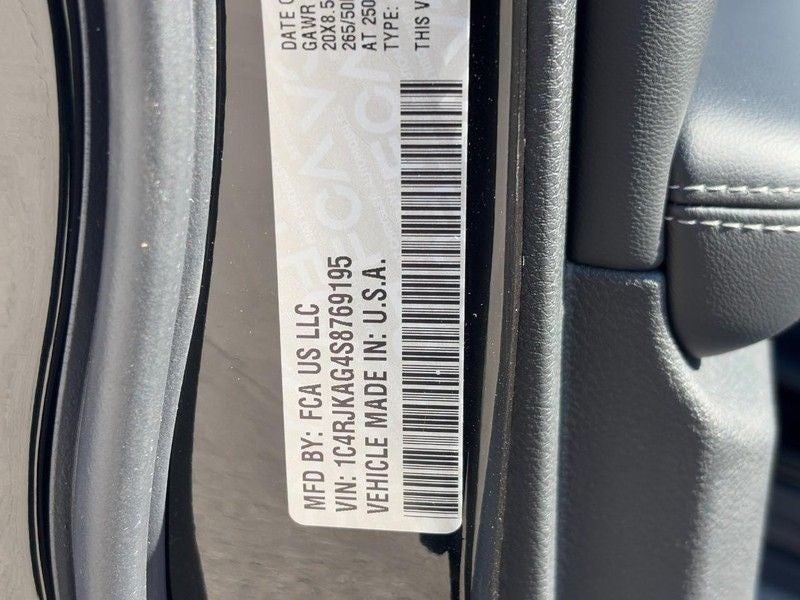 DATE O
GAWR
20X8.5
265/50
AT 250
TYPE:
THIS V
MFD BY: FCA US LLC
VIN: 1C4RJKAG4S8769195
VEHICLE MADE IN: U.S.A.